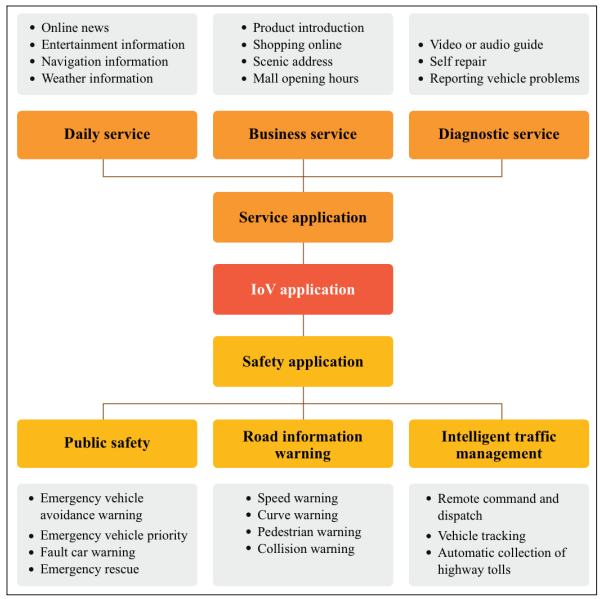 • Online news
• Entertainment information
• Navigation information
• Weather information
• Product introduction
• Shopping online
• Scenic address
• Mall opening hours
• Video or audio guide
• Self repair
• Reporting vehicle problems
Daily service
Business service
Diagnostic service
Service application
IoV application
Safety application
Public safety
Road information
warning
Intelligent traffic
management
• Emergency vehicle
avoidance warning
• Emergency vehicle priority
• Fault car warning
• Emergency rescue
• Speed warning
• Curve warning
• Pedestrian warning
• Collision warning
• Remote command and
dispatch
• Vehicle tracking
• Automatic collection of
highway tolls